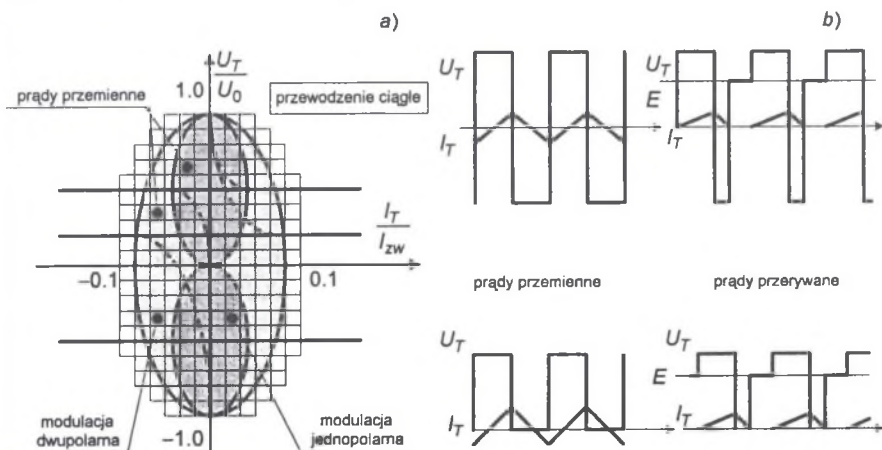 a)
U_T
U_0
1.0
prądy przemienne
przewodzenie ciągłe
I_T
I_zw
–0.1
0.1
modulacja
dwupolarna
–1.0
modulacja
jednopolarna
b)
U_T
I_T
U_T
E
I_T
prądy przemienne
prądy przerywane
U_T
I_T
U_T
E
I_T